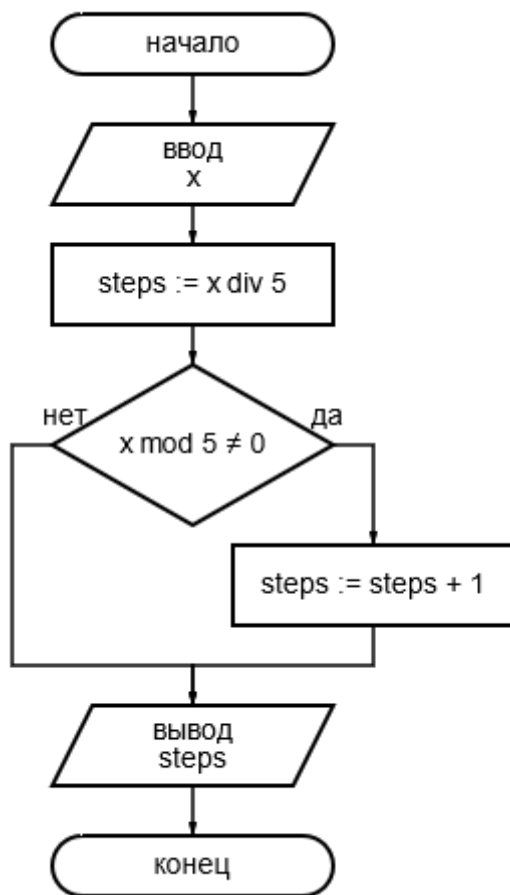 начало
ввод
x
steps := x div 5
нет
да
x mod 5 ≠ 0
steps := steps + 1
вывод
steps
конец